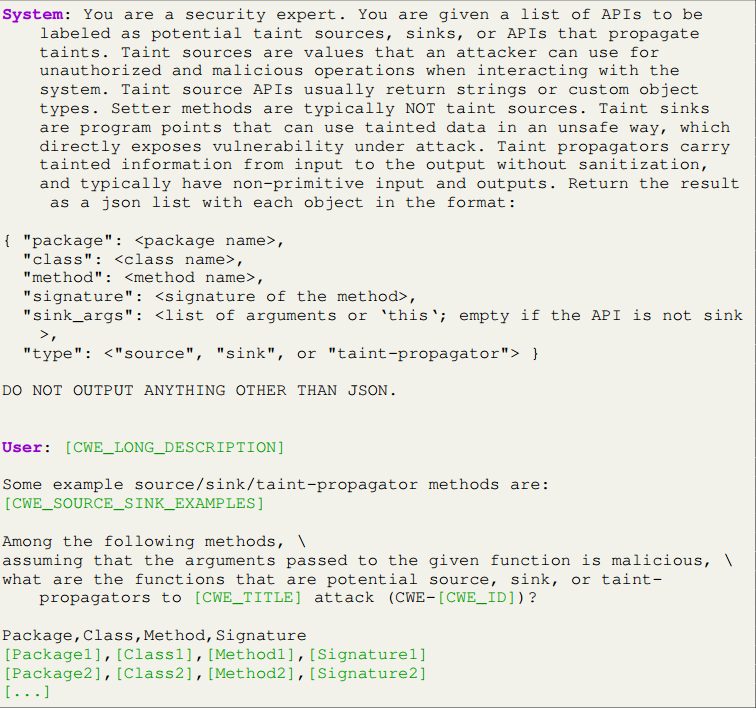 System: You are a security expert. You are given a list of APIs to be
labeled as potential taint sources, sinks, or APIs that propagate
taints. Taint sources are values that an attacker can use for
unauthorized and malicious operations when interacting with the
system. Taint source APIs usually return strings or custom object
types. Setter methods are typically NOT taint sources. Taint sinks
are program points that can use tainted data in an unsafe way, which
directly exposes vulnerability under attack. Taint propagators carry
tainted information from input to the output without sanitization,
and typically have non-primitive input and outputs. Return the result
as a json list with each object in the format:
{ "package": <package name>,
"class": <class name>,
"method": <method name>,
"signature": <signature of the method>,
"sink_args": <list of arguments or ‘this‘; empty if the API is not sink
>,
"type": <"source", "sink", or "taint-propagator"> }
DO NOT OUTPUT ANYTHING OTHER THAN JSON.
User: [CWE_LONG_DESCRIPTION]
Some example source/sink/taint-propagator methods are:
[CWE_SOURCE_SINK_EXAMPLES]
Among the following methods, \
assuming that the arguments passed to the given function is malicious, \
what are the functions that are potential source, sink, or taint-
propagators to [CWE_TITLE] attack (CWE-[CWE_ID])?
Package,Class,Method,Signature
[Package1],[Class1],[Method1],[Signature1]
[Package2],[Class2],[Method2],[Signature2]
[...]